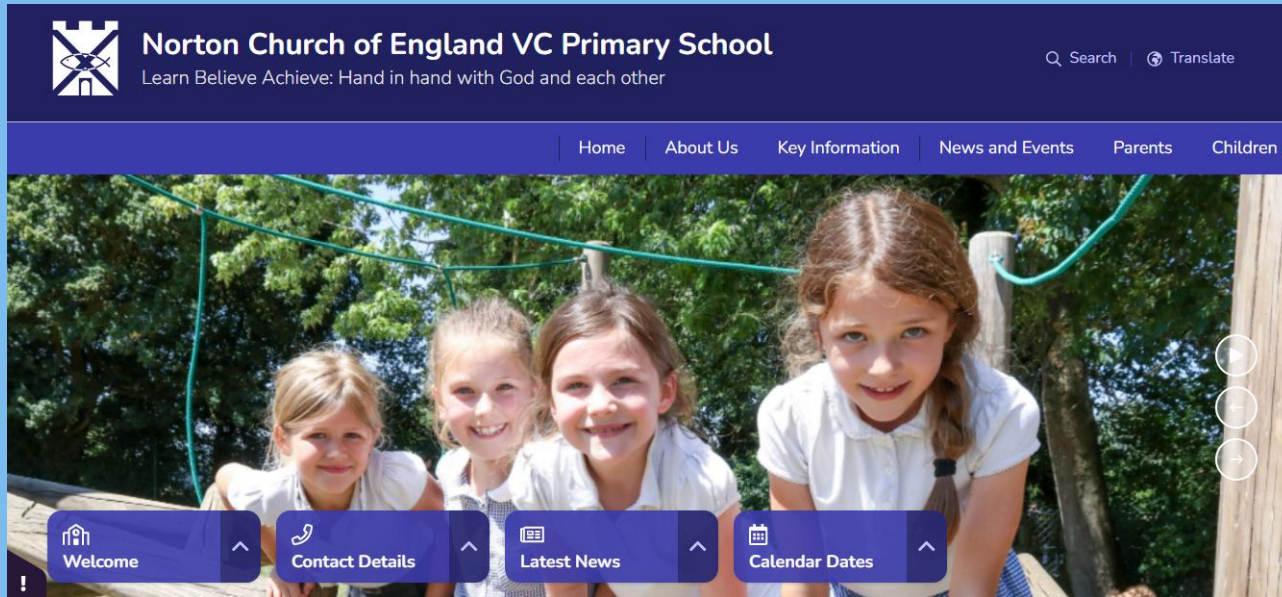 Norton Church of England VC Primary School
Learn Believe Achieve: Hand in hand with God and each other
Search
Translate
Home
About Us
Key Information
News and Events
Parents
Children
Welcome
Contact Details
Latest News
Calendar Dates
!